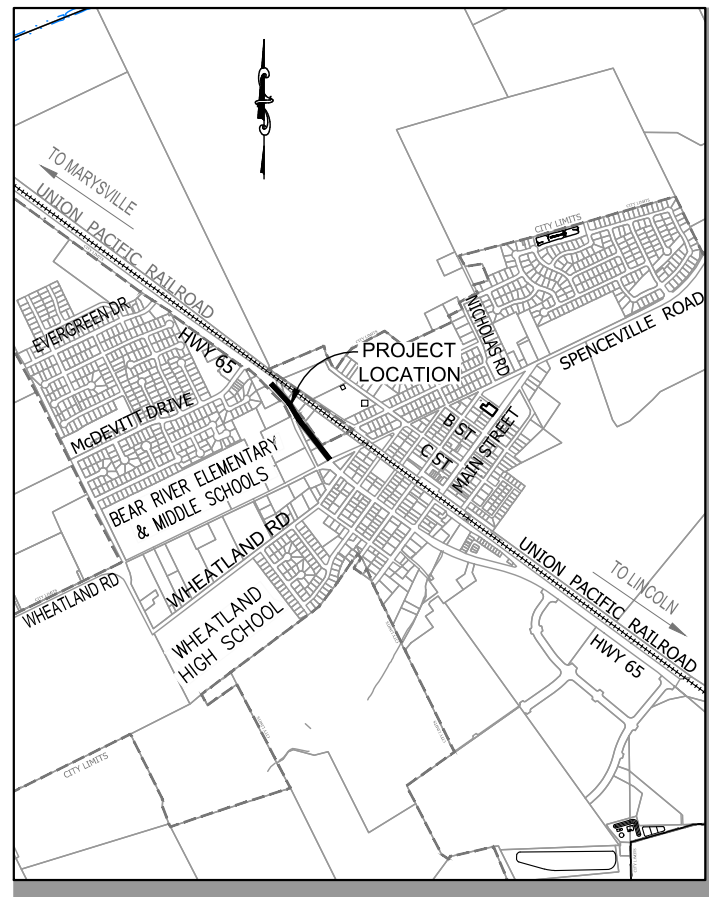 TO MARYSVILLE
UNION PACIFIC RAILROAD
CITY LIMITS
EVERGREEN DR.
HWY 65
NICHOLAS RD
SPENCEVILLE ROAD
PROJECT
LOCATION
McDEVITT DRIVE
B ST
C ST
MAIN STREET
BEAR RIVER ELEMENTARY
& MIDDLE SCHOOLS
WHEATLAND RD
WHEATLAND RD
WHEATLAND
HIGH SCHOOL
UNION PACIFIC RAILROAD
TO LINCOLN
HWY 65
CITY LIMITS